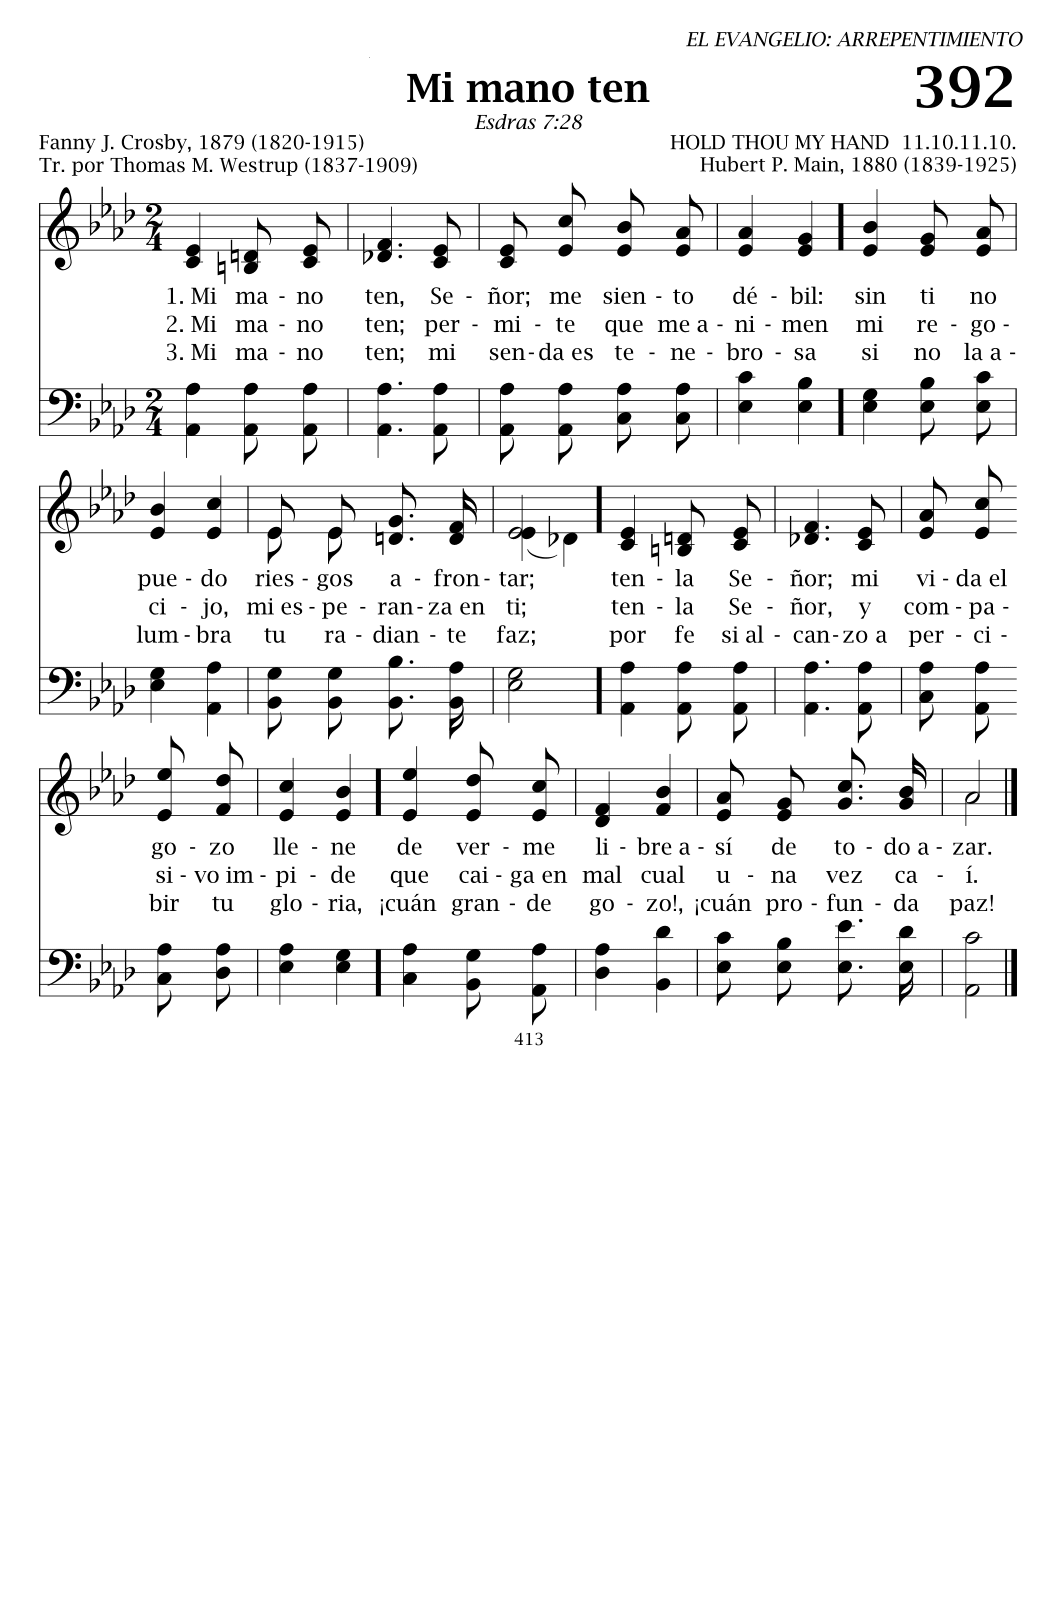 EL EVANGELIO: ARREPENTIMIENTO
Mi mano ten
392
Esdras 7:28
Fanny J. Crosby, 1879 (1820-1915)
HOLD THOU MY HAND 11.10.11.10.
Tr. por Thomas M. Westrup (1837-1909)
Hubert P. Main, 1880 (1839-1925)
2
4
1. Mi ma - no ten, Se - ñor; me sien - to dé - bil: sin ti no
2. Mi ma - no ten; per - mi - te que me a - ni - men mi re - go -
3. Mi ma - no ten; mi sen - da es te - ne - bro - sa si no la a -
2
4
pue - do ries - gos a - fron - tar; ten - la Se - ñor; mi vi - da el
ci - jo, mi es - pe - ran - za en ti; ten - la Se - ñor, y com - pa -
lum - bra tu ra - dian - te faz; por fe si al - can - zo a per - ci -
go - zo lle - ne de ver - me li - bre a - sí de to - do a - zar.
si - vo im - pi - de que cai - ga en mal cual u - na vez ca - í.
bir tu glo - ria, ¡cuán gran - de go - zo!, ¡cuán pro - fun - da paz!
413